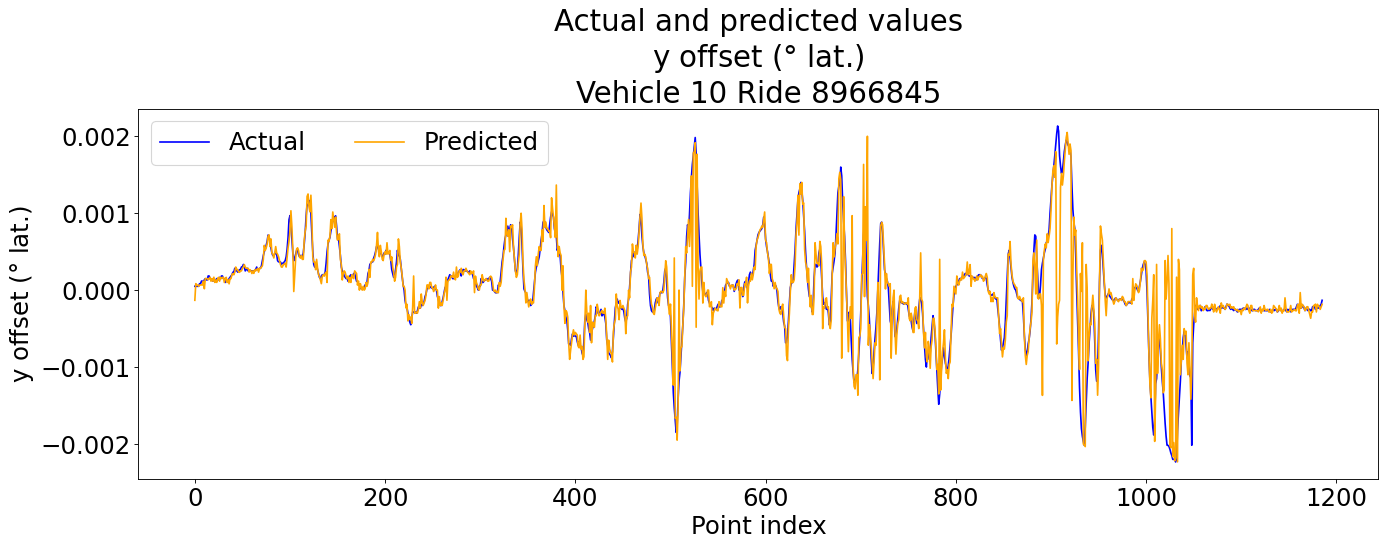 Actual and predicted values
y offset (° lat.)
Vehicle 10 Ride 8966845
Actual
Predicted
0.002
0.001
0.000
−0.001
−0.002
y offset (° lat.)
0 200 400 600 800 1000 1200
Point index